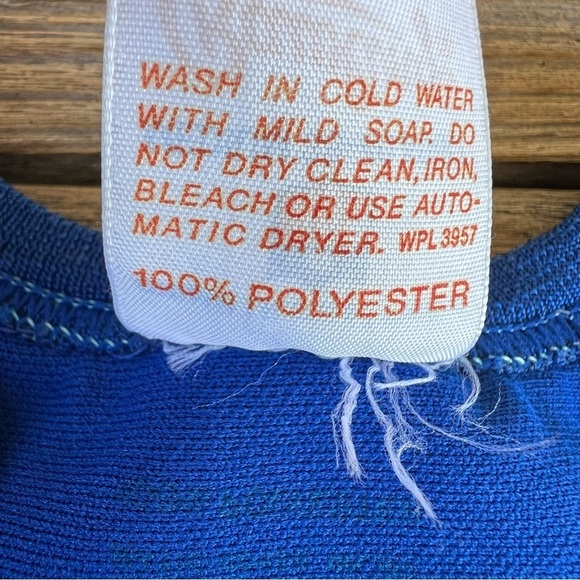 WASH IN COLD WATER
WITH MILD SOAP. DO
NOT DRY CLEAN, IRON,
BLEACH OR USE AUTO-
MATIC DRYER. WPL 3957
100% POLYESTER